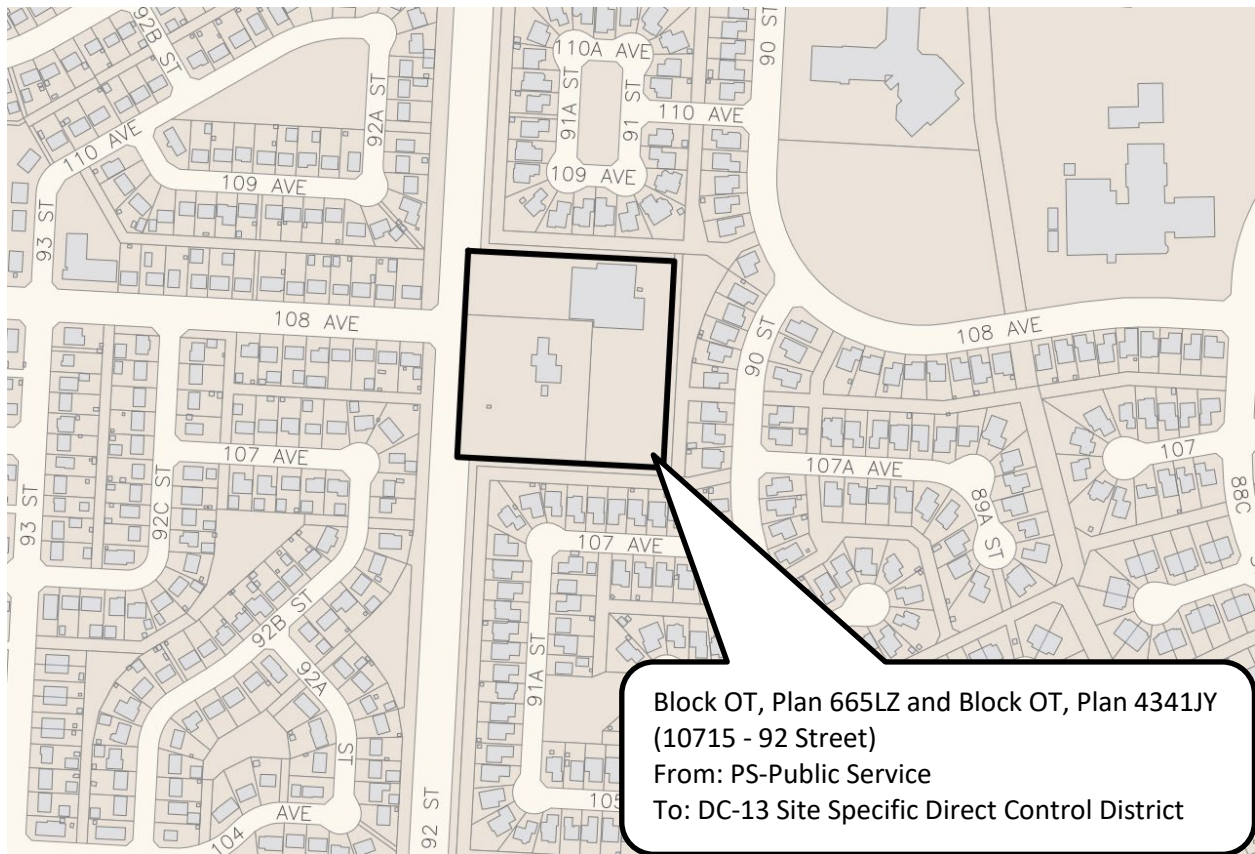 92B ST
110A AVE
90 ST
92A ST
91A ST
91 ST
110 AVE
110 AVE
109 AVE
109 AVE
93 ST
108 AVE
108 AVE
90 ST
107 AVE
107A AVE
107
88C
93 ST
92C ST
89A ST
107 AVE
92B ST
92A
ST
91A ST
105
104 AVE
92 ST
Block OT, Plan 665LZ and Block OT, Plan 4341JY
(10715 - 92 Street)
From: PS-Public Service
To: DC-13 Site Specific Direct Control District